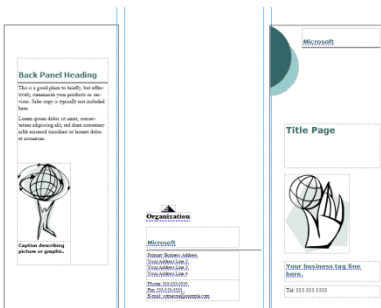 Back Panel Heading
This is a good place to briefly, but effec-
tively, summarize your products or ser-
vices. Sales copy is typically not included
here.
Lorem ipsum dolor sit amet, consec-
tetuer adipiscing elit, sed diam nonummy
nibh euismod tincidunt ut laoreet dolor
et
Caption describing
picture or graphic.
Organization
Microsoft
Primary Business Address
Your Address Line 2
Your Address Line 3
Your Address Line 4
Phone: 555-555-5555
Fax: 555-555-5555
E-mail: someone@example.com
Microsoft
Title Page
Your business tag line
here.
Tel: 555 555 5555